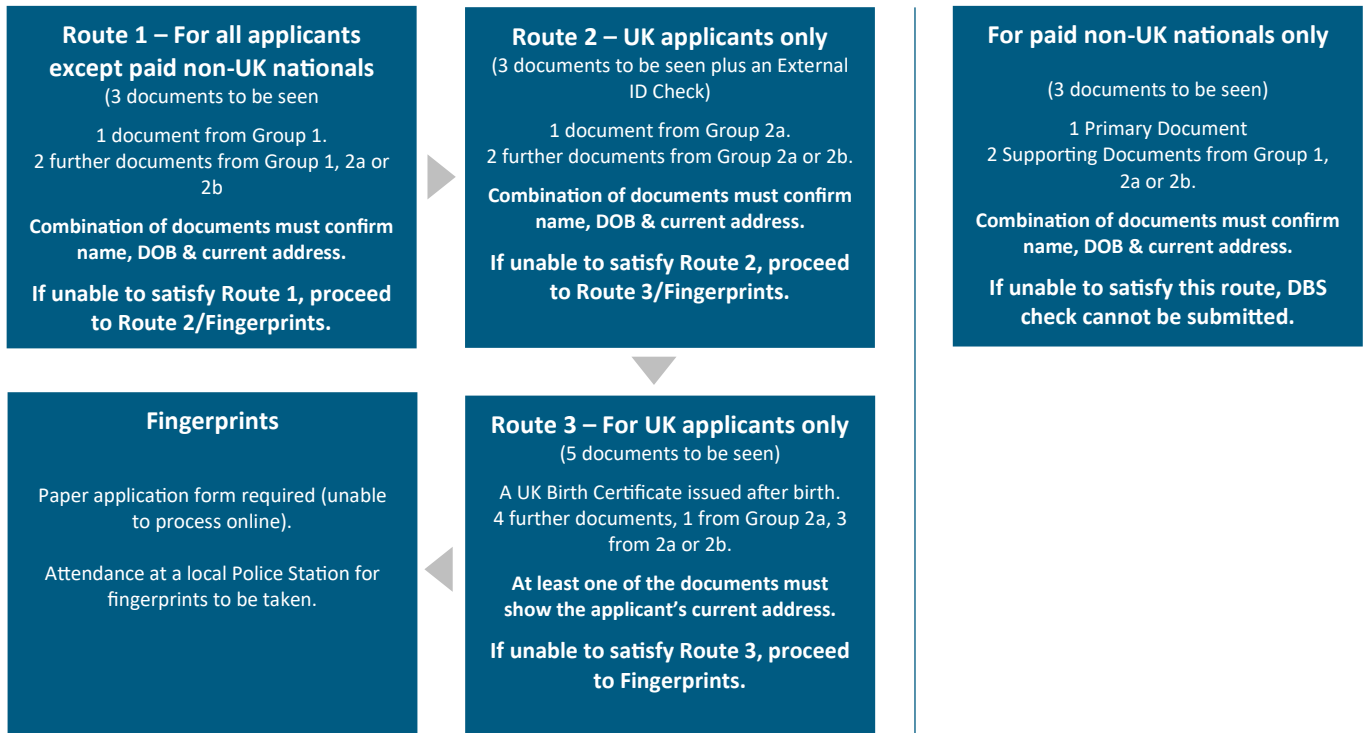 Route 1 – For all applicants
except paid non-UK nationals
(3 documents to be seen
1 document from Group 1.
2 further documents from Group 1, 2a or
2b
Combination of documents must confirm
name, DOB & current address.
If unable to satisfy Route 1, proceed
to Route 2/Fingerprints.
Route 2 – UK applicants only
(3 documents to be seen plus an External
ID Check)
1 document from Group 2a.
2 further documents from Group 2a or 2b.
Combination of documents must confirm
name, DOB & current address.
If unable to satisfy Route 2, proceed
to Route 3/Fingerprints.
For paid non-UK nationals only
(3 documents to be seen)
1 Primary Document
2 Supporting Documents from Group 1,
2a or 2b.
Combination of documents must confirm
name, DOB & current address.
If unable to satisfy this route, DBS
check cannot be submitted.
Fingerprints
Paper application form required (unable
to process online).
Attendance at a local Police Station for
fingerprints to be taken.
Route 3 – For UK applicants only
(5 documents to be seen)
A UK Birth Certificate issued after birth.
4 further documents, 1 from Group 2a, 3
from 2a or 2b.
At least one of the documents must
show the applicant's current address.
If unable to satisfy Route 3, proceed
to Fingerprints.